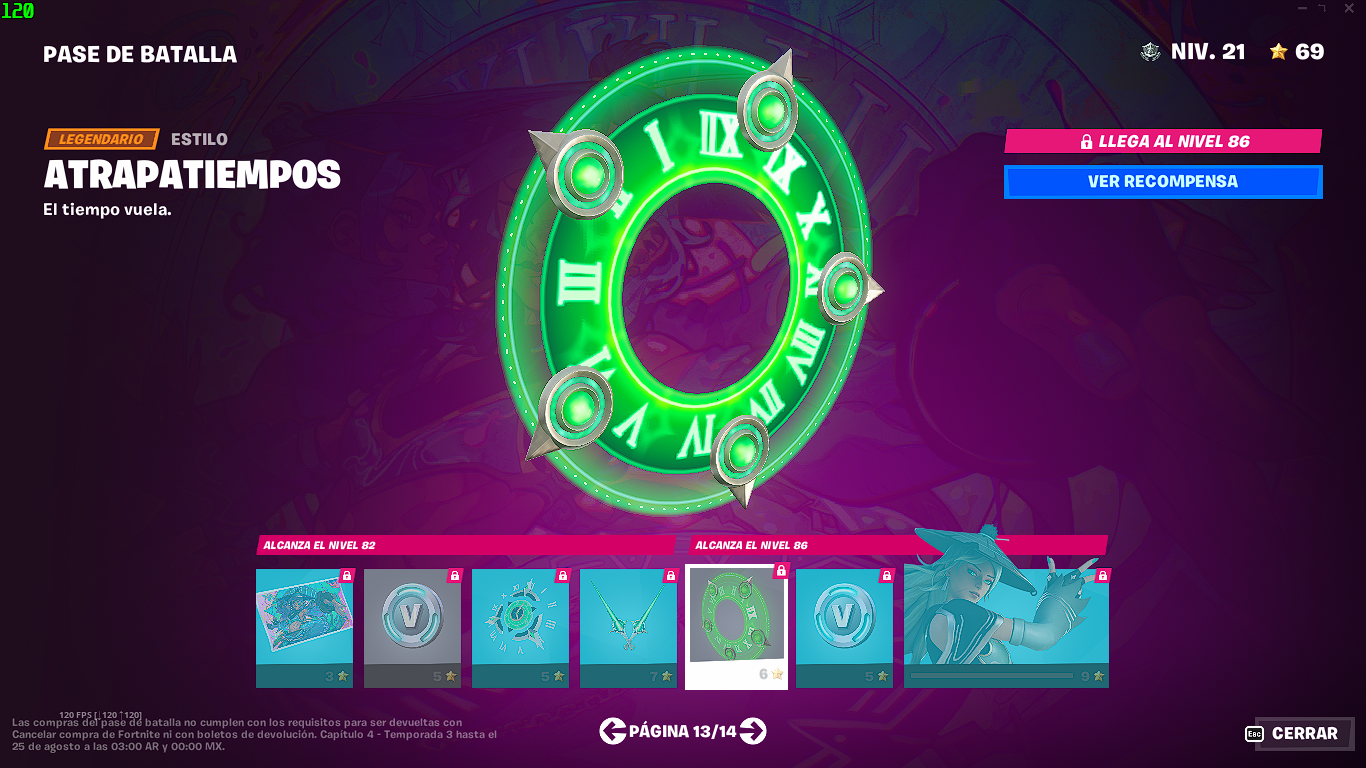 120
PASE DE BATALLA
NIV. 21
69
LEGENDARIO ESTILO
ATRAPATIEMPOS
El tiempo vuela.
LLEGA AL NIVEL 86
VER RECOMPENSA
ALCANZA EL NIVEL 82
ALCANZA EL NIVEL 86
3
5
5
7
6
5
9
120 FPS [↓120 ↑120]
Las compras del pase de batalla no cumplen con los requisitos para ser devueltas con
Cancelar compra de Fortnite ni con boletos de devolución. Capítulo 4 - Temporada 3 hasta el
25 de agosto a las 03:00 AR y 00:00 MX.
PÁGINA 13/14
Esc CERRAR